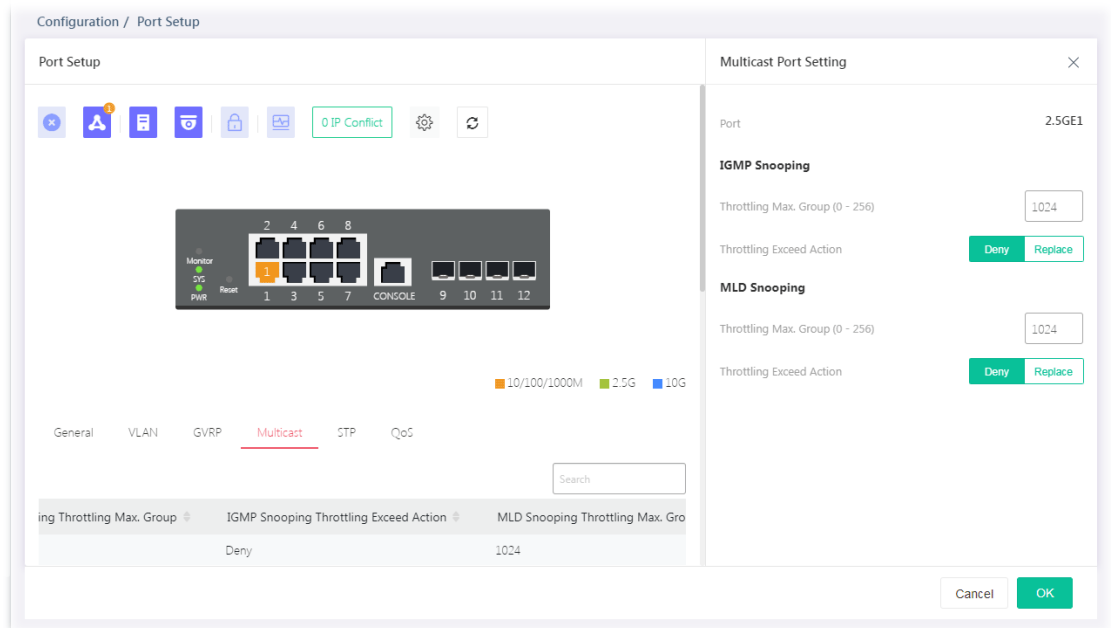 Configuration / Port Setup
Port Setup
1
0 IP Conflict
2 4 6 8
Monitor
SYS
PWR
Reset
1
1 3 5 7
CONSOLE
9 10 11 12
10/100/1000M 2.5G 10G
General VLAN GVRP Multicast STP QoS
Search
ing Throttling Max. Group IGMP Snooping Throttling Exceed Action MLD Snooping Throttling Max. Gro
Deny 1024
Multicast Port Setting
Port 2.5GE1
IGMP Snooping
Throttling Max. Group (0 - 256) 1024
Throttling Exceed Action Deny Replace
MLD Snooping
Throttling Max. Group (0 - 256) 1024
Throttling Exceed Action Deny Replace
Cancel OK